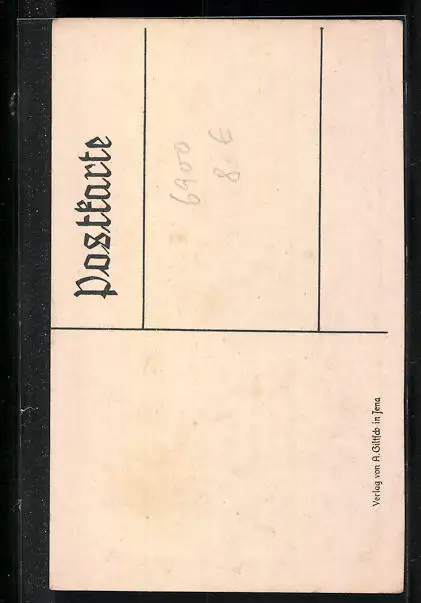 Postkarte
6900
8 €
Verlag von A. Giltsch in Jena